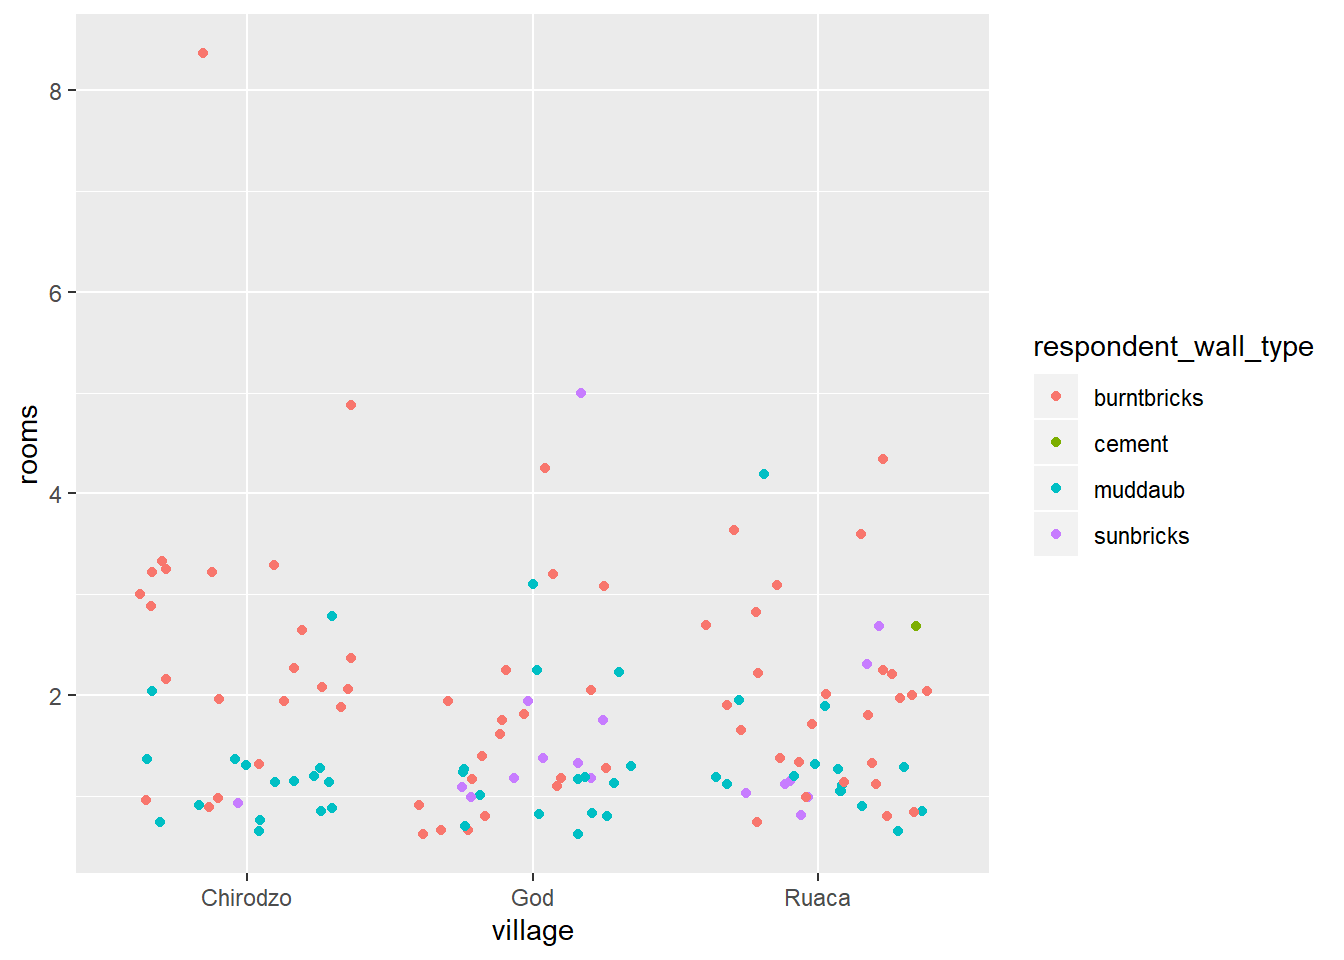 8
6
4
2
rooms
Chirodzo
God
Ruaca
village
respondent_wall_type
burntbricks
cement
muddaub
sunbricks